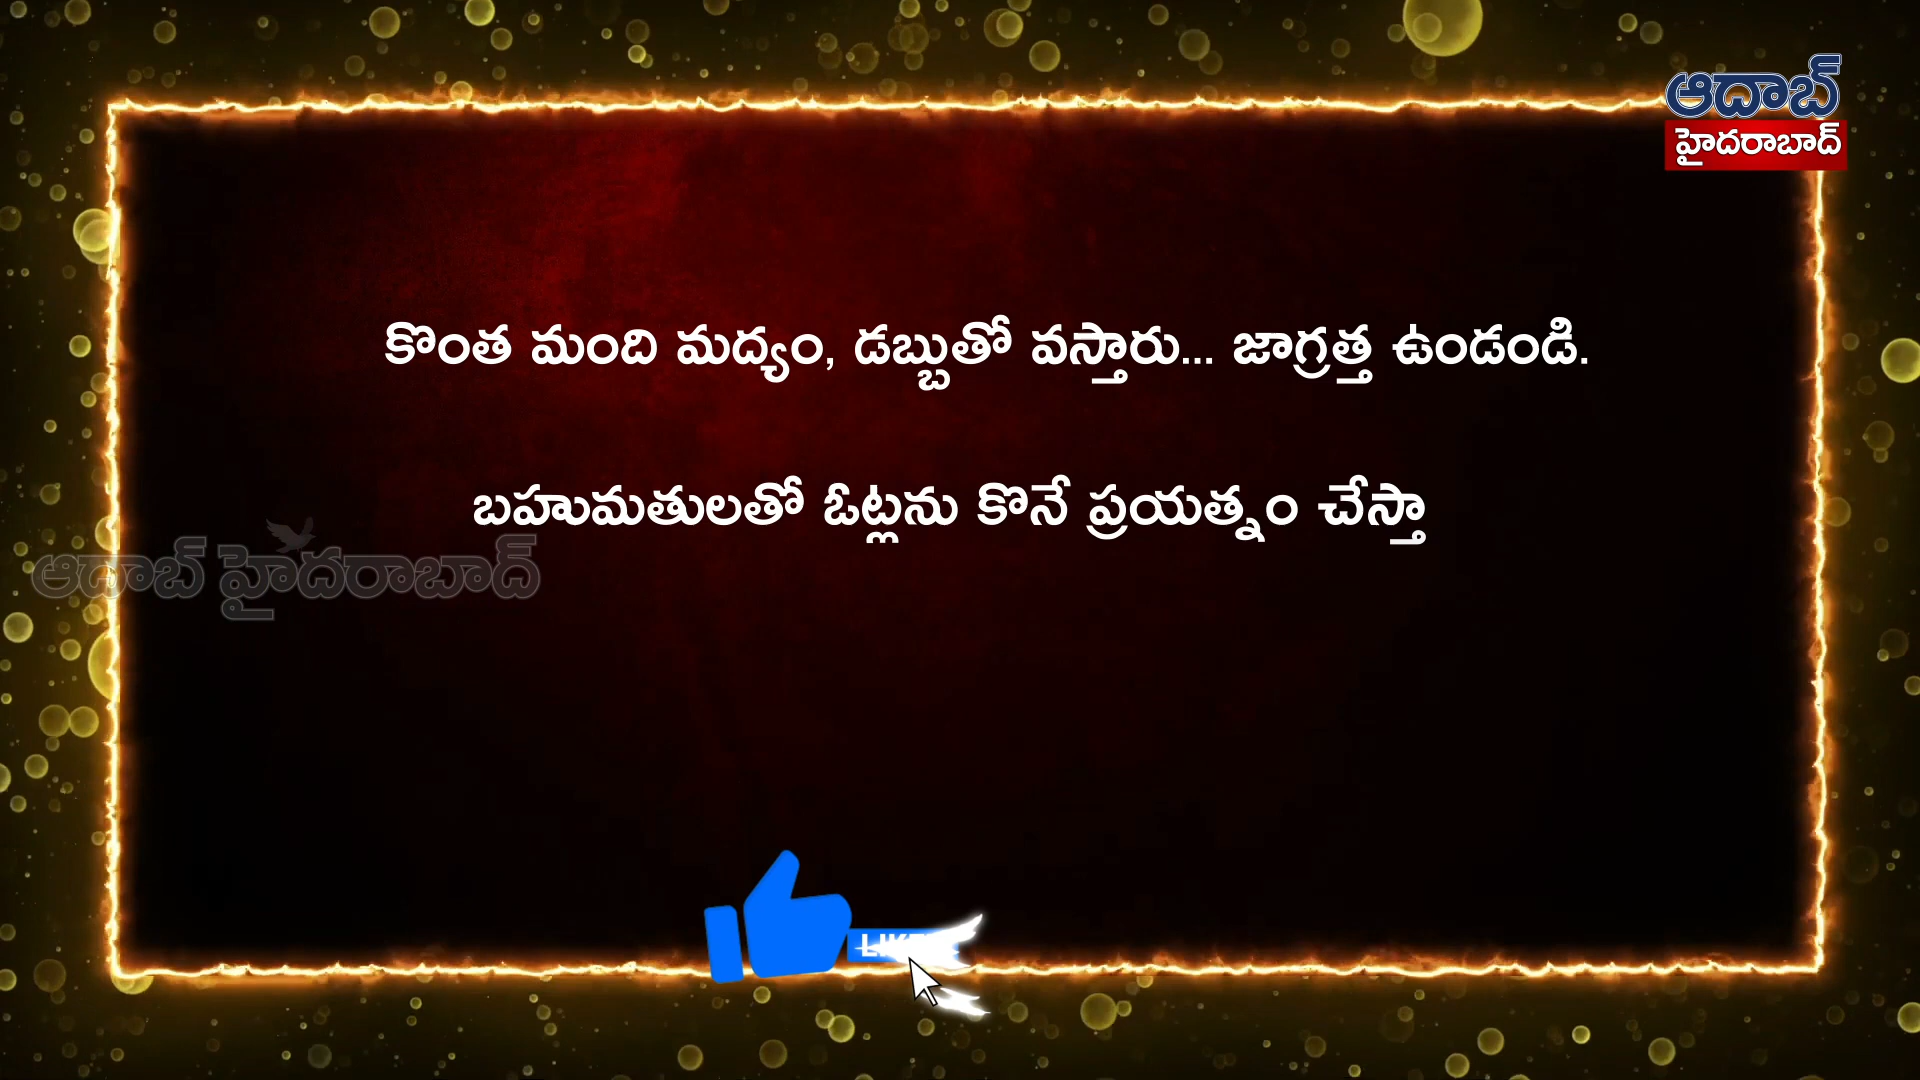 ఆదాబ్
హైదరాబాద్
కొంత మంది మద్యం, డబ్బుతో వస్తారు... జాగ్రత్త ఉండండి.
బహుమతులతో ఓట్లను కొనే ప్రయత్నం చేస్తా
ఆదాబ్ హైదరాబాద్